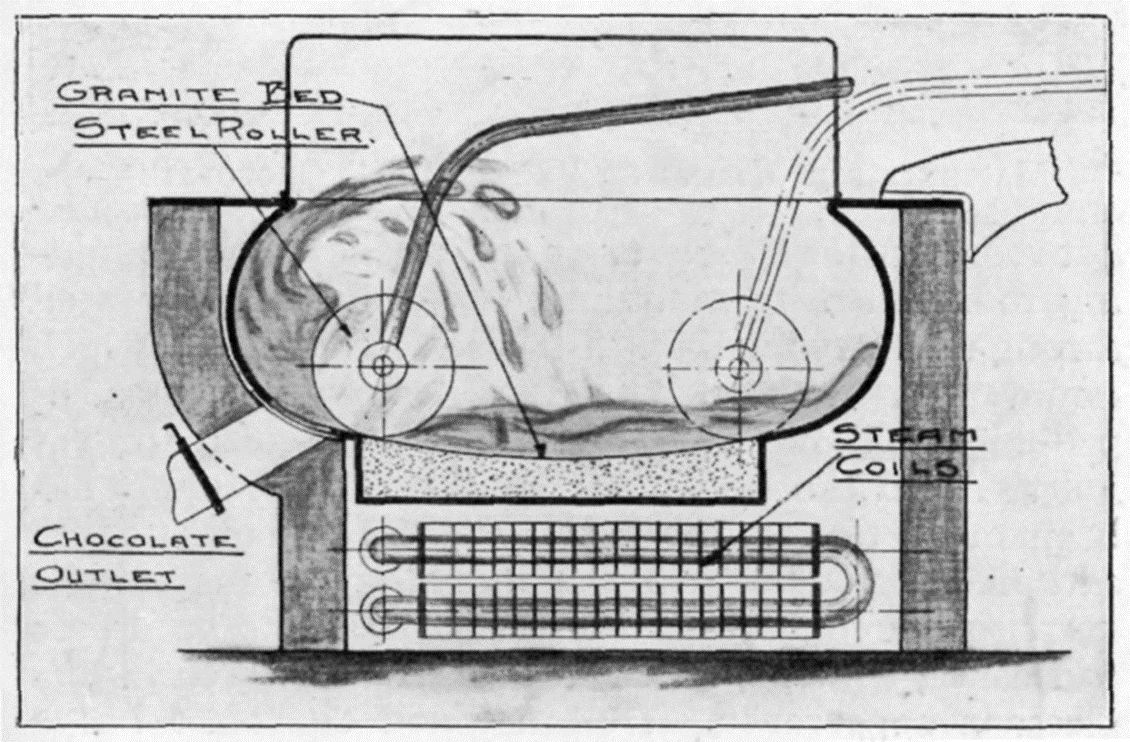 GRANITE BED
STEEL ROLLER.
STEAM
COILS
CHOCOLATE
OUTLET